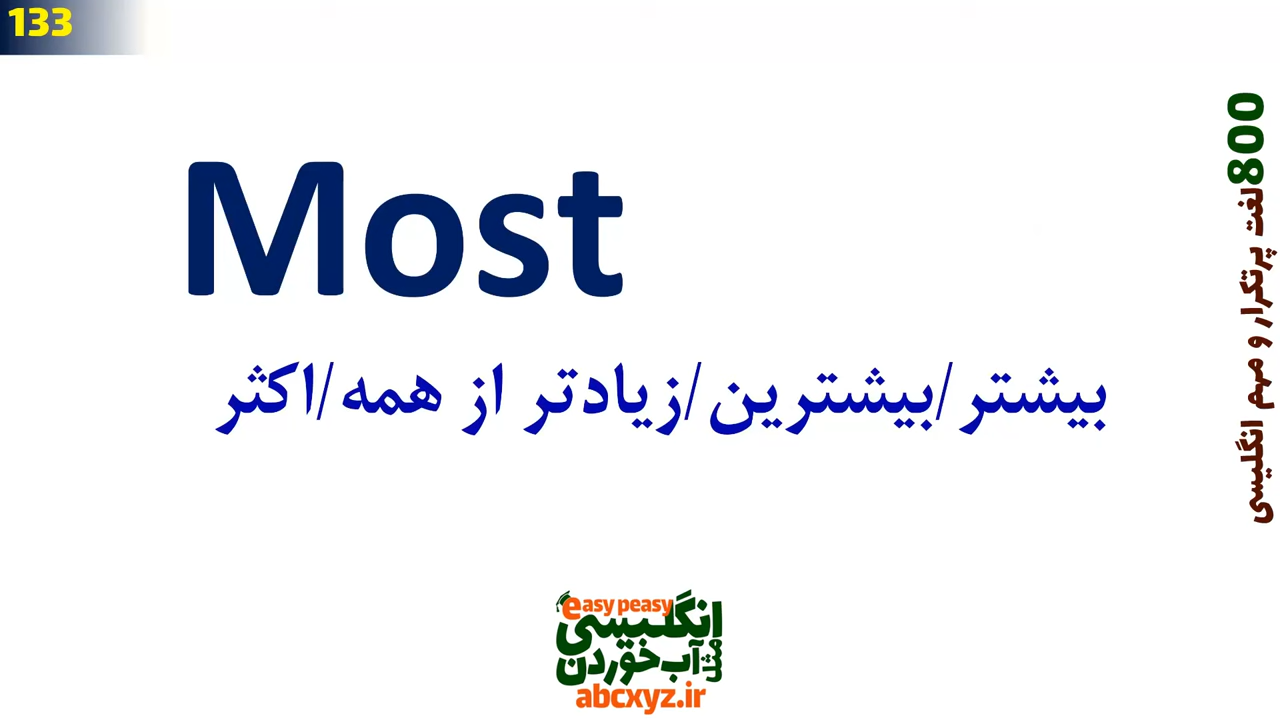 133
Most
بیشتر/بیشترین/زیادتر از همه/اکثر
800 لغت پرتکرار و مهم انگلیسی
easy peasy
انگلیسی
مثل آب خوردن
abcxyz.ir